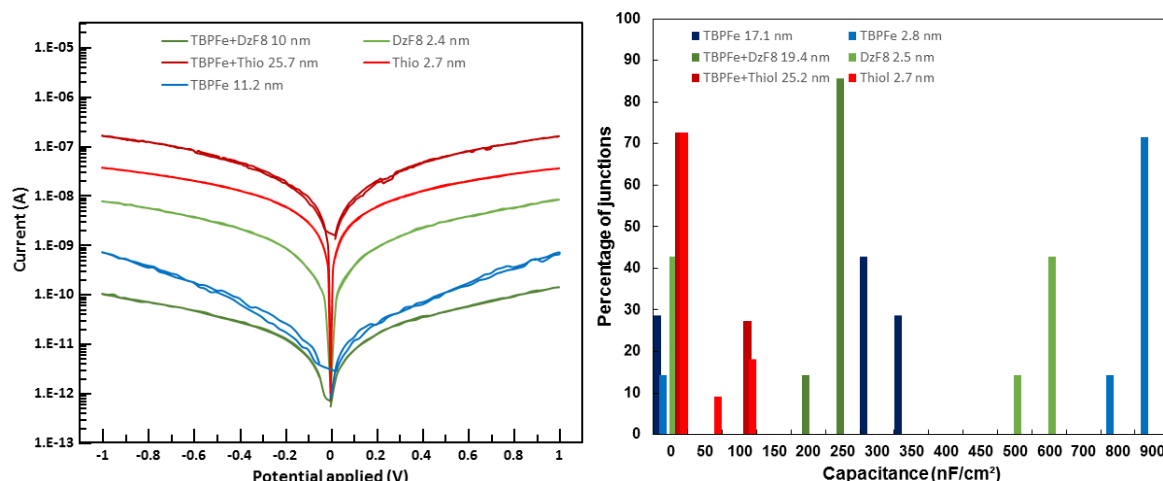 1.E-05
1.E-06
1.E-07
1.E-08
1.E-09
1.E-10
1.E-11
1.E-12
1.E-13
Current (A)
TBPFe+DzF8 10 nm
DzF8 2.4 nm
TBPFe+Thio 25.7 nm
Thio 2.7 nm
TBPFe 11.2 nm
-1 -0.8 -0.6 -0.4 -0.2 0 0.2 0.4 0.6 0.8 1
Potential applied (V)
100
90
80
70
60
50
40
30
20
10
0
Percentage of junctions
TBPFe 17.1 nm
TBPFe 2.8 nm
TBPFe+DzF8 19.4 nm
DzF8 2.5 nm
TBPFe+Thiol 25.2 nm
Thiol 2.7 nm
0 50 100 150 200 250 300 350 400 500 600 700 800 900
Capacitance (nF/cm²)